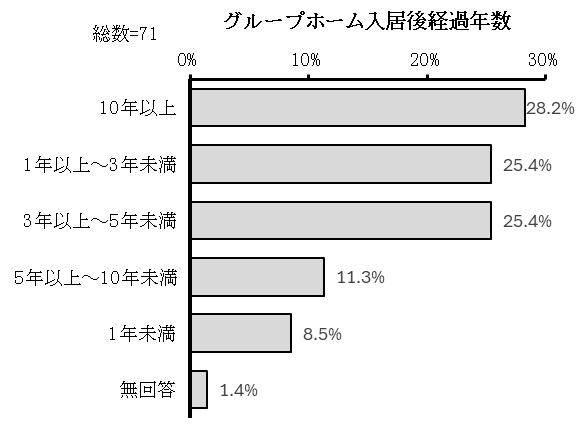 グループホーム入居後経過年数
総数=71
0% 10% 20% 30%
10年以上 28.2%
1年以上～3年未満 25.4%
3年以上～5年未満 25.4%
5年以上～10年未満 11.3%
1年未満 8.5%
無回答 1.4%